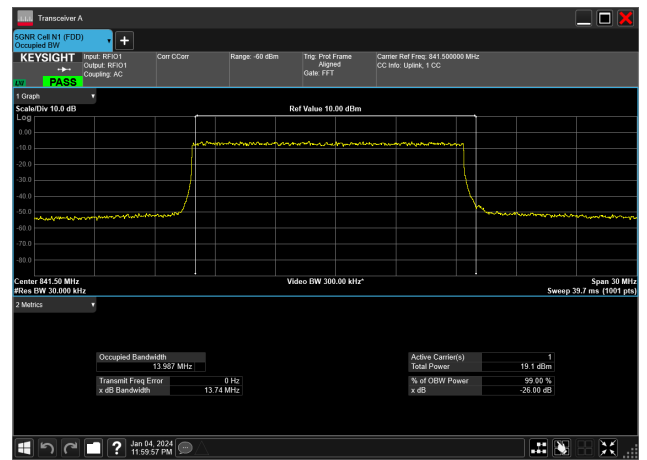 Transceiver A
5GNR Cell N1 (FDD)
Occupied BW
KEYSIGHT Input: RFIO1 Corr CCorr Range: -60 dBm Trig: Prot Frame Carrier Ref Freq: 841.500000 MHz
Output: RFIO1 Aligned CC Info: Uplink, 1 CC
Coupling: AC Gate: FFT
PASS
1 Graph
Scale/Div 10.0 dB Ref Value 10.00 dBm
Log
0.00
-10.0
-20.0
-30.0
-40.0
-50.0
-60.0
-70.0
-80.0
Center 841.50 MHz Video BW 300.00 kHz* Span 30 MHz
#Res BW 30.000 kHz Sweep 39.7 ms (1001 pts)
2 Metrics
Occupied Bandwidth Active Carrier(s) 1
13.987 MHz Total Power 19.1 dBm
Transmit Freq Error 0 Hz % of OBW Power 99.00 %
x dB Bandwidth 13.74 MHz x dB -26.00 dB
Jan 04, 2024
11:59:57 PM